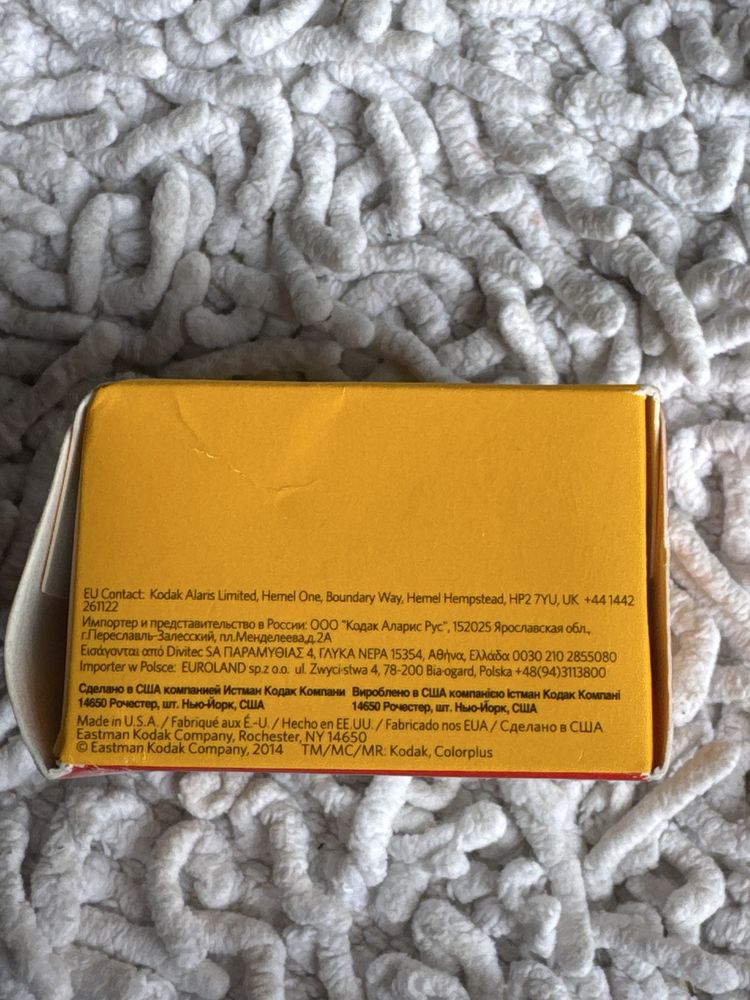 EU Contact: Kodak Alaris Limited, Hemel One, Boundary Way, Hemel Hempstead, HP2 7YU, UK +44 1442
261122
Импортер и представительство в России: ООО "Кодак Аларис Рус", 152025 Ярославская обл.,
г.Переславль-Залесский, пл.Менделеева,д.2А
Εισάγονται από Divitec SA ΠΑΡΑΜΥΘΙΑΣ 4, ΓΛΥΚΑ ΝΕΡΑ 15354, Αθήνα, Ελλάδα 0030 210 2855080
Importer w Polsce: EUROLAND sp.z o.o. ul. Zwyci·stwa 4, 78-200 Bia·ogard, Polska +48(94)3113800
Сделано в США компанией Истман Кодак Компани Вироблено в США компанією Істман Кодак Компані
14650 Рочестер, шт. Нью-Йорк, США 14650 Рочестер, шт. Нью-Йорк, США
Made in U.S.A. / Fabriqué aux É.-U. / Hecho en EE.UU. / Fabricado nos EUA / Сделано в США
Eastman Kodak Company, Rochester, NY 14650
© Eastman Kodak Company, 2014 TM/MC/MR: Kodak, Colorplus